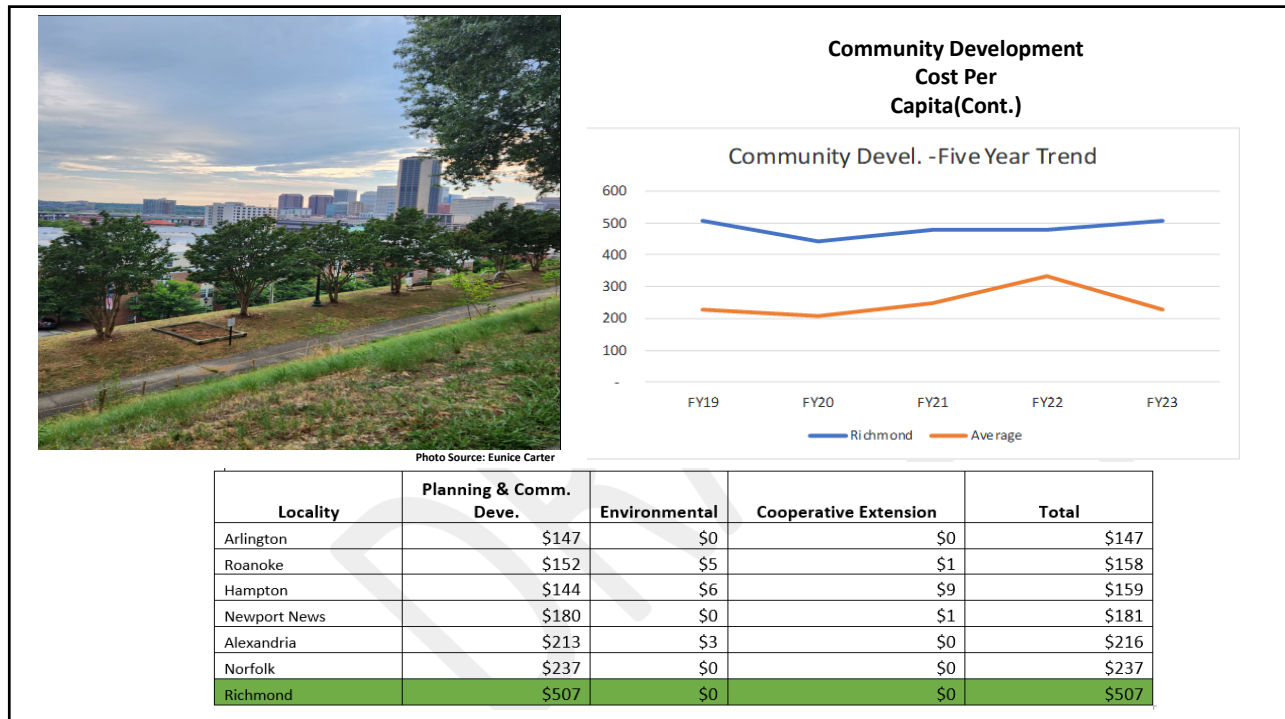 Community Development
Cost Per
Capita(Cont.)
Community Devel. -Five Year Trend
600
500
400
300
200
100
-
FY19 FY20 FY21 FY22 FY23
Richmond Average
Photo Source: Eunice Carter
Locality Planning & Comm. Deve. Environmental Cooperative Extension Total
Arlington $147 $0 $0 $147
Roanoke $152 $5 $1 $158
Hampton $144 $6 $9 $159
Newport News $180 $0 $1 $181
Alexandria $213 $3 $0 $216
Norfolk $237 $0 $0 $237
Richmond $507 $0 $0 $507